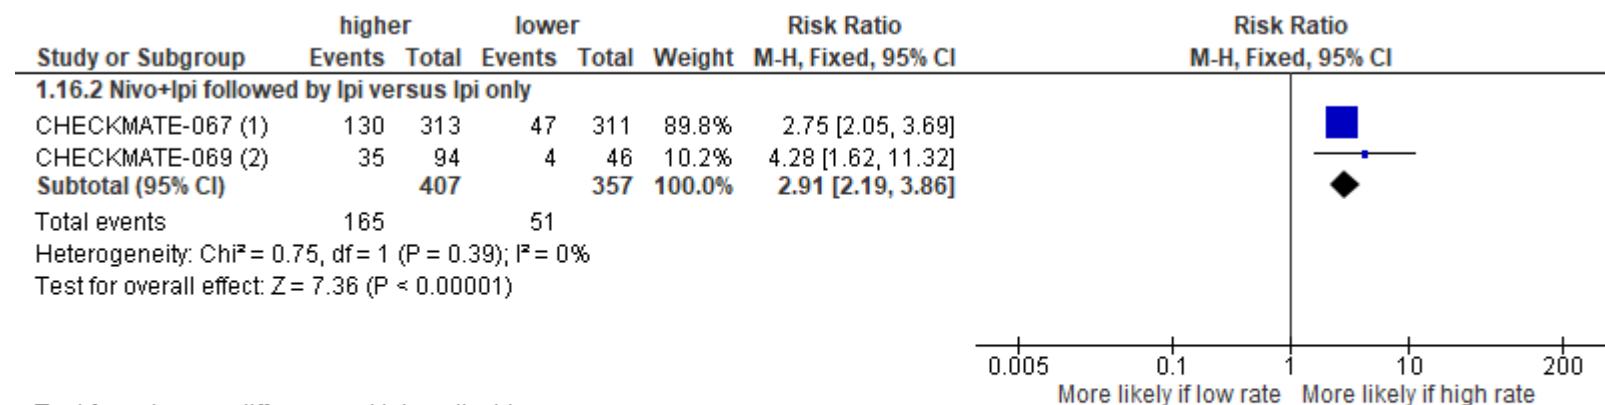 higher lower Risk Ratio Risk Ratio
Study or Subgroup Events Total Events Total Weight M-H, Fixed, 95% CI M-H, Fixed, 95% CI
1.16.2 Nivo+Ipi followed by Ipi versus Ipi only
CHECKMATE-067 (1) 130 313 47 311 89.8% 2.75 [2.05, 3.69]
CHECKMATE-069 (2) 35 94 4 46 10.2% 4.28 [1.62, 11.32]
Subtotal (95% CI) 407 357 100.0% 2.91 [2.19, 3.86]
Total events 165 51
Heterogeneity: Chi² = 0.75, df = 1 (P = 0.39); I² = 0%
Test for overall effect: Z = 7.36 (P < 0.00001)
0.005 0.1 1 10 200
More likely if low rate More likely if high rate